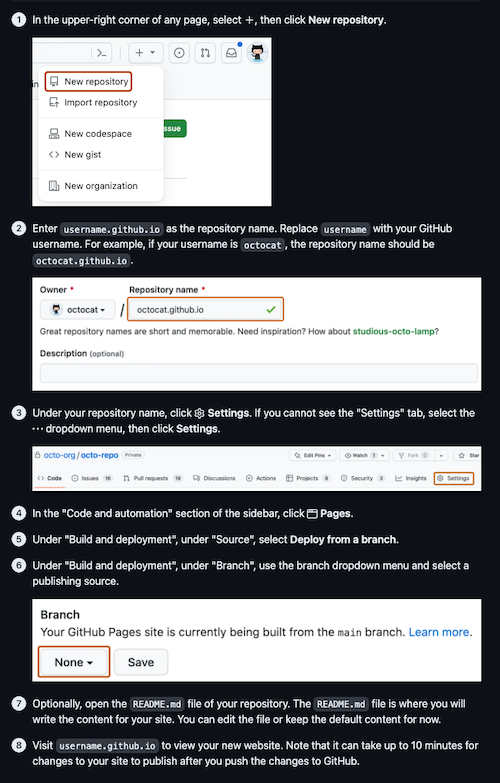 1 In the upper-right corner of any page, select +, then click New repository.
New repository
Import repository
New codespace
ssue
New gist
New organization
2 Enter username.github.io as the repository name. Replace username with your GitHub
username. For example, if your username is octocat, the repository name should be
octocat.github.io.
Owner * Repository name *
octocat / octocat.github.io
Great repository names are short and memorable. Need inspiration? How about studious-octo-lamp?
Description (optional)
3 Under your repository name, click Settings. If you cannot see the "Settings" tab, select the
··· dropdown menu, then click Settings.
octo-org / octo-repo Private Edit Pins Watch 1 Fork 0 Star
Code Issues 16 Pull requests 19 Discussions Actions Projects 8 Security 3 Insights Settings
4 In the "Code and automation" section of the sidebar, click Pages.
5 Under "Build and deployment", under "Source", select Deploy from a branch.
6 Under "Build and deployment", under "Branch", use the branch dropdown menu and select a
publishing source.
Branch
Your GitHub Pages site is currently being built from the main branch. Learn more.
None Save
7 Optionally, open the README.md file of your repository. The README.md file is where you will
write the content for your site. You can edit the file or keep the default content for now.
8 Visit username.github.io to view your new website. Note that it can take up to 10 minutes for
changes to your site to publish after you push the changes to GitHub.